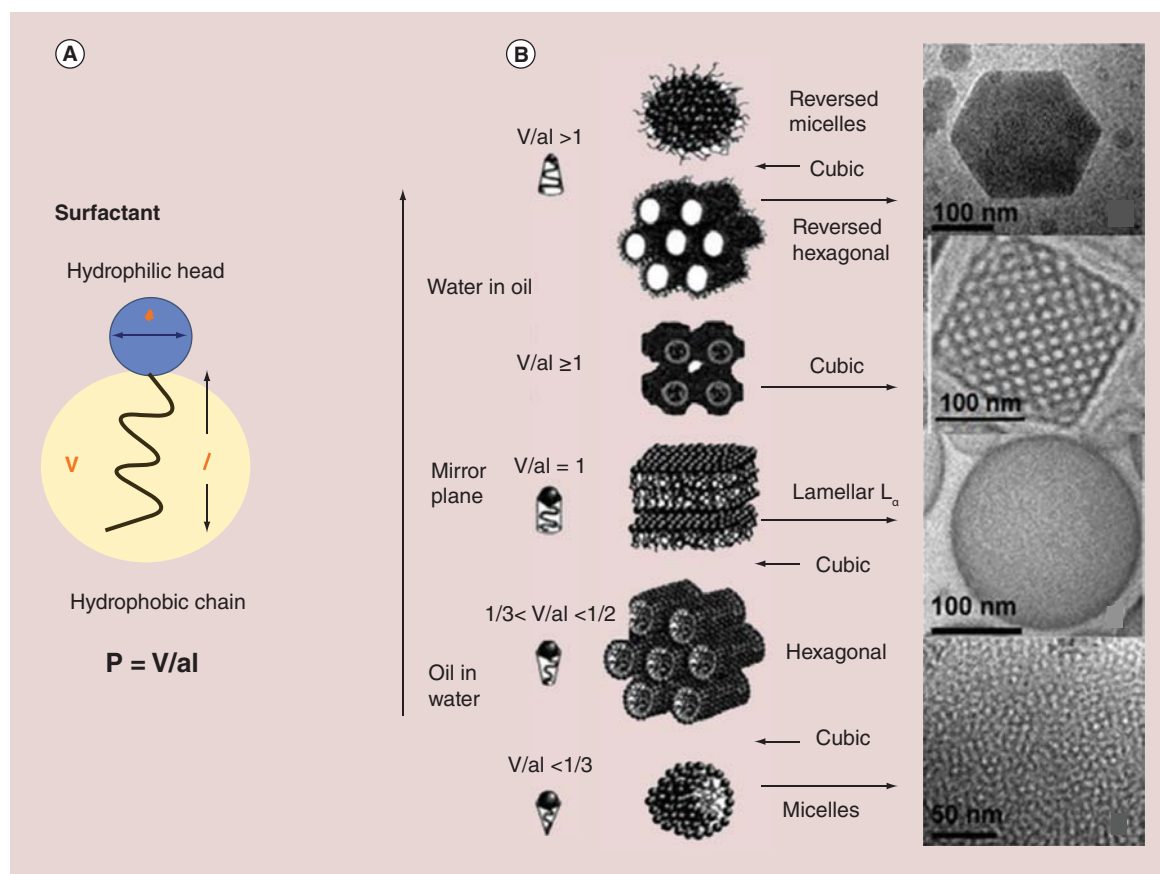 A
Surfactant
Hydrophilic head
a
V
l
Hydrophobic chain
P = V/al
B
Water in oil
Mirror
plane
Oil in
water
V/al >1
V/al ≥1
V/al = 1
1/3< V/al <1/2
V/al <1/3
Reversed
micelles
Cubic
Reversed
hexagonal
Cubic
Lamellar Lα
Cubic
Hexagonal
Cubic
Micelles
100 nm
100 nm
100 nm
50 nm